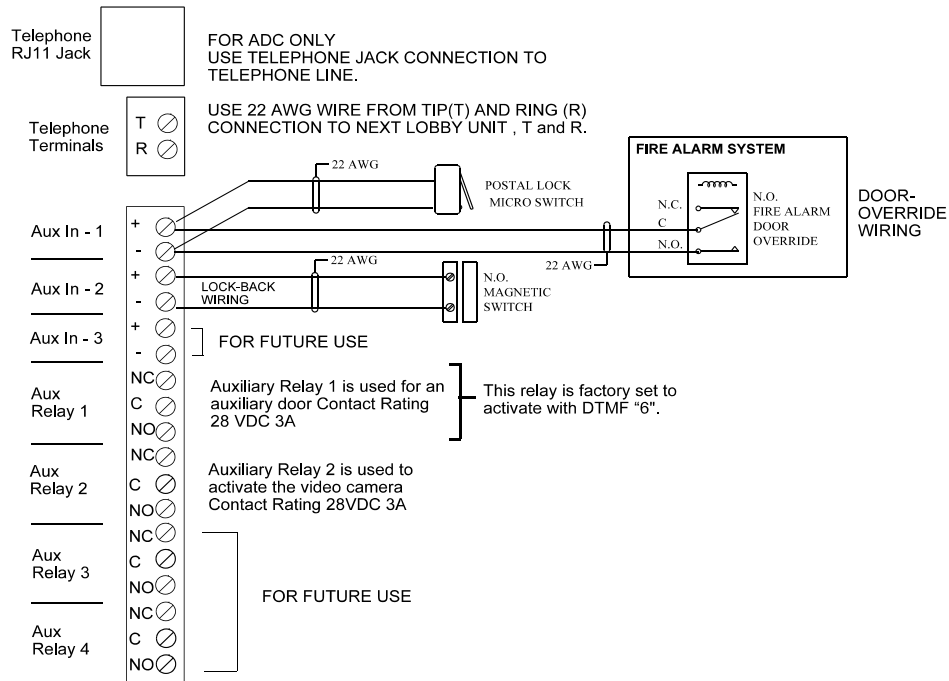 Telephone
RJ11 Jack
FOR ADC ONLY
USE TELEPHONE JACK CONNECTION TO
TELEPHONE LINE.
Telephone
Terminals
T
R
USE 22 AWG WIRE FROM TIP(T) AND RING (R)
CONNECTION TO NEXT LOBBY UNIT , T and R.
22 AWG
POSTAL LOCK
MICRO SWITCH
FIRE ALARM SYSTEM
N.C.
C
N.O.
N.O.
FIRE ALARM
DOOR
OVERRIDE
DOOR-
OVERRIDE
WIRING
22 AWG
Aux In - 1
+
-
Aux In - 2
+
-
LOCK-BACK
WIRING
22 AWG
N.O.
MAGNETIC
SWITCH
Aux In - 3
+
-
FOR FUTURE USE
Aux
Relay 1
NC
C
NO
Auxiliary Relay 1 is used for an
auxiliary door Contact Rating
28 VDC 3A
This relay is factory set to
activate with DTMF “6”.
Aux
Relay 2
NC
C
NO
Auxiliary Relay 2 is used to
activate the video camera
Contact Rating 28VDC 3A
Aux
Relay 3
NC
C
NO
FOR FUTURE USE
Aux
Relay 4
NC
C
NO